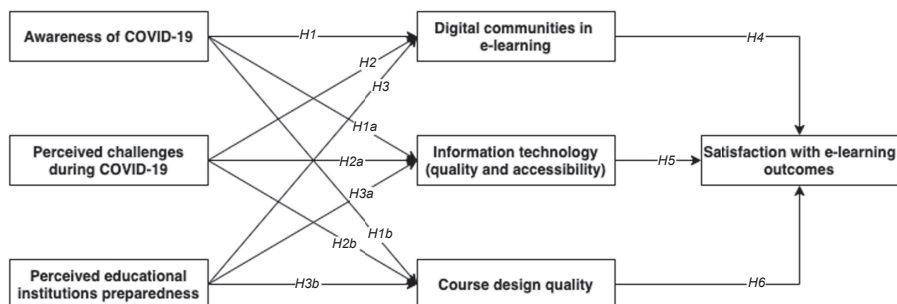 Awareness of COVID-19
H1
Digital communities in
e-learning
H4
H2
H3
H1a
Perceived challenges
during COVID-19
H2a
Information technology
(quality and accessibility)
H5
Satisfaction with e-learning
outcomes
H3a
H2b
H1b
Perceived educational
institutions preparedness
H3b
Course design quality
H6